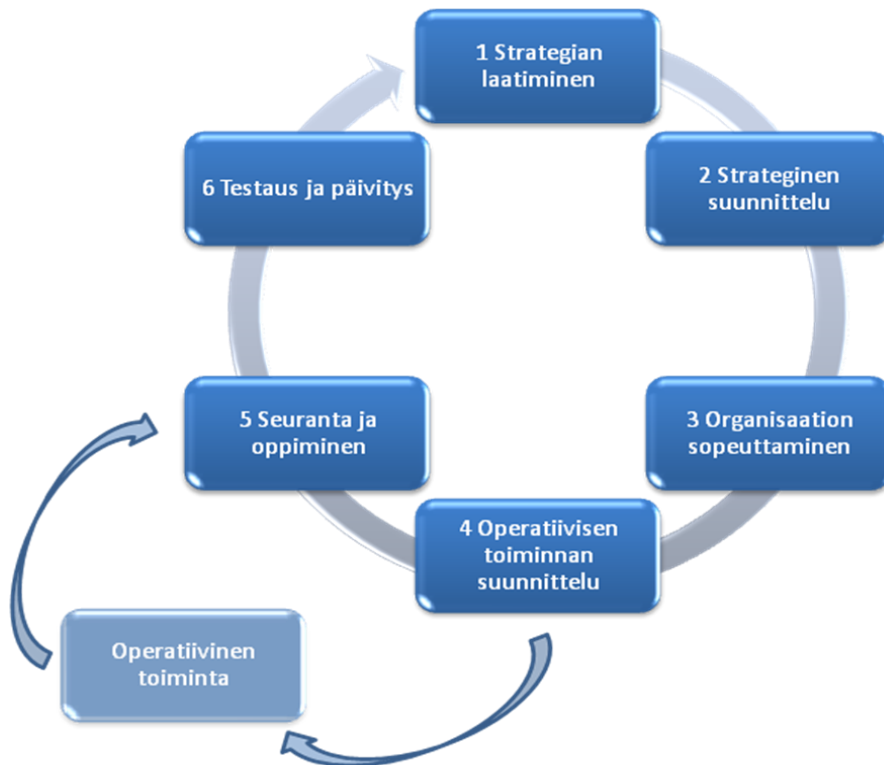 1 Strategian
laatiminen
2 Strateginen
suunnittelu
3 Organisaation
sopeuttaminen
4 Operatiivisen
toiminnan
suunnittelu
5 Seuranta ja
oppiminen
6 Testaus ja päivitys
Operatiivinen
toiminta